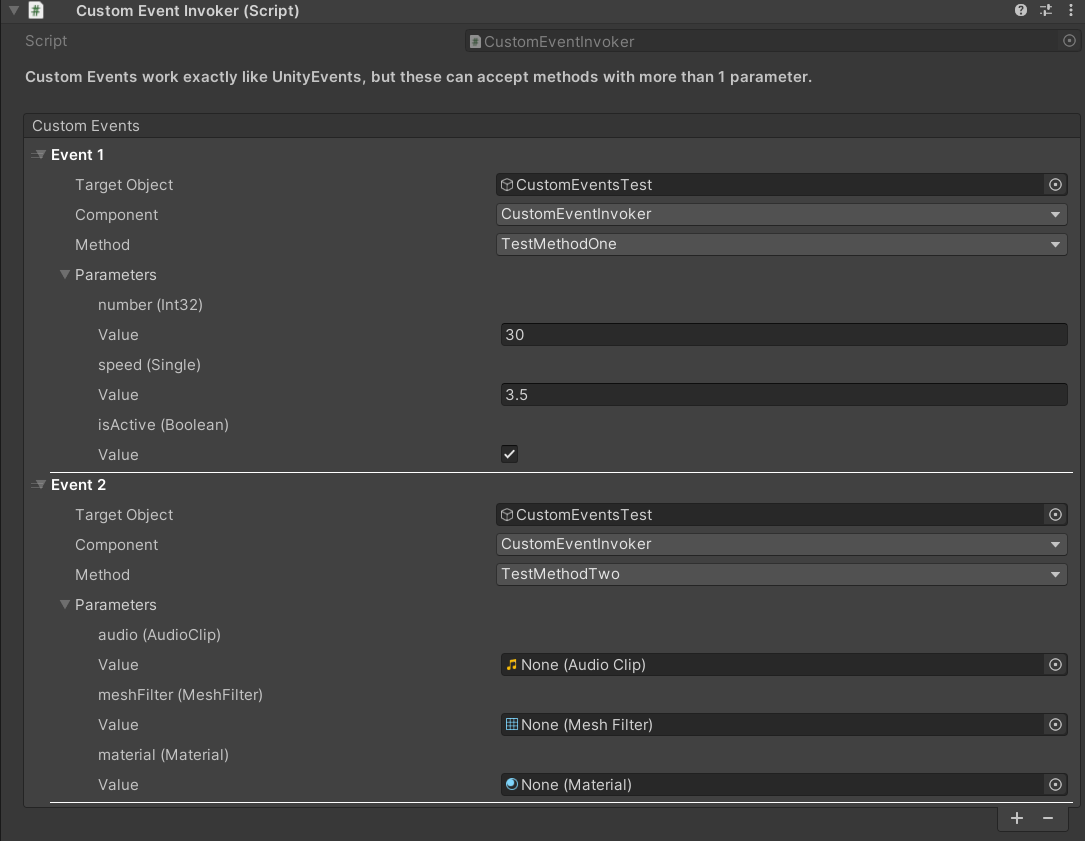 Custom Event Invoker (Script)
Script CustomEventInvoker
Custom Events work exactly like UnityEvents, but these can accept methods with more than 1 parameter.
Custom Events
Event 1
Target Object CustomEventsTest
Component CustomEventInvoker
Method TestMethodOne
Parameters
number (Int32)
Value 30
speed (Single)
Value 3.5
isActive (Boolean)
Value
Event 2
Target Object CustomEventsTest
Component CustomEventInvoker
Method TestMethodTwo
Parameters
audio (AudioClip)
Value None (Audio Clip)
meshFilter (MeshFilter)
Value None (Mesh Filter)
material (Material)
Value None (Material)